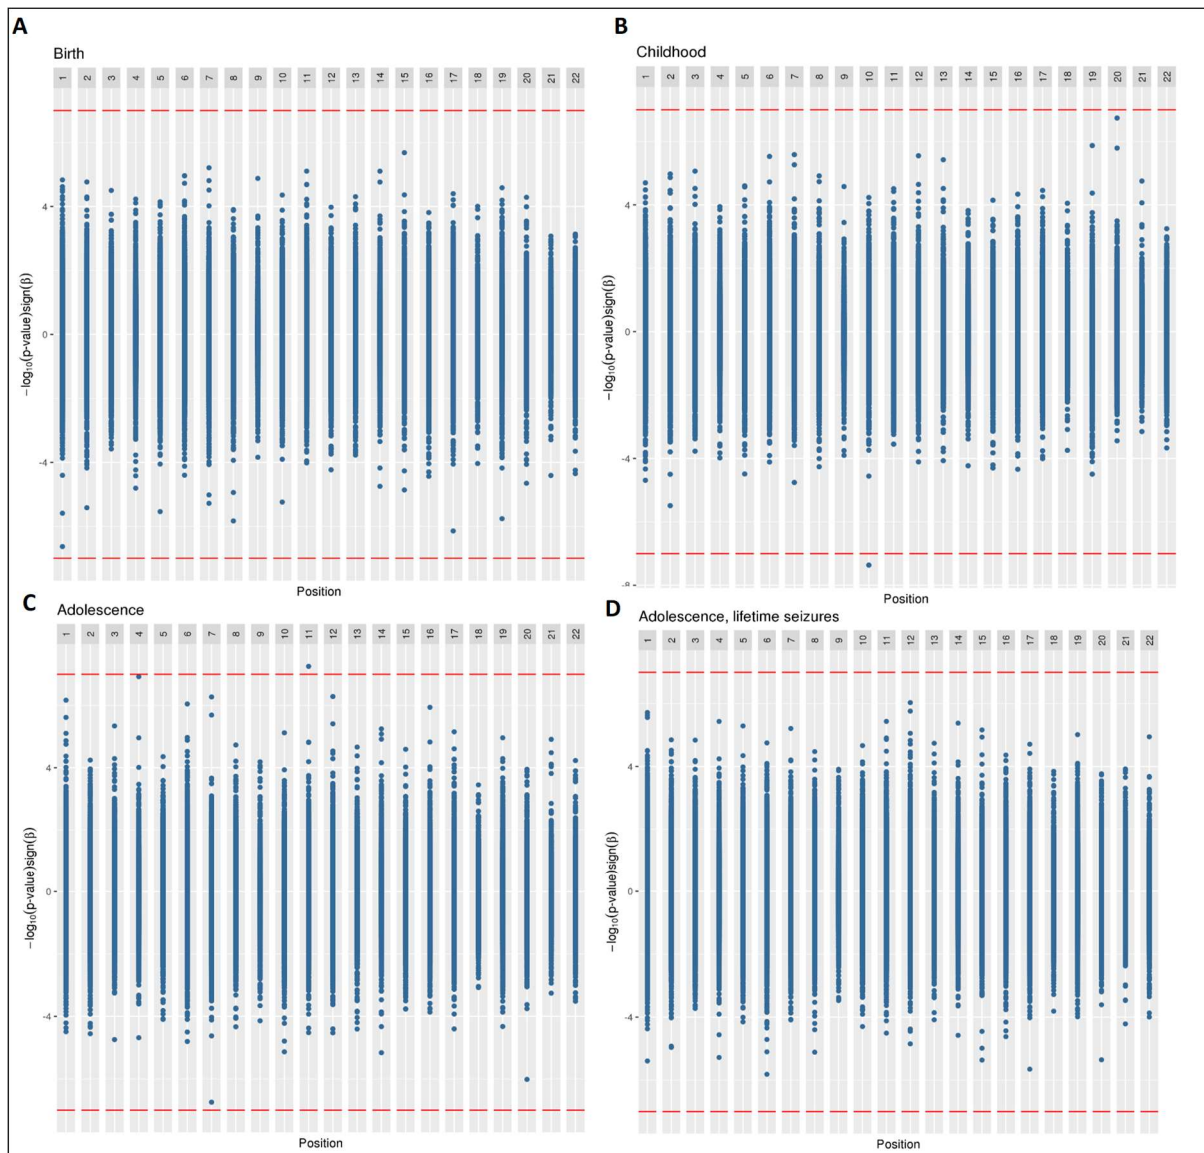 A
Birth
1 2 3 4 5 6 7 8 9 10 11 12 13 14 15 16 17 18 19 20 21 22
4
0
-4
−log10(p-value)sign(β)
Position
B
Childhood
1 2 3 4 5 6 7 8 9 10 11 12 13 14 15 16 17 18 19 20 21 22
4
0
-4
-8
−log10(p-value)sign(β)
Position
C
Adolescence
1 2 3 4 5 6 7 8 9 10 11 12 13 14 15 16 17 18 19 20 21 22
4
0
-4
−log10(p-value)sign(β)
Position
D
Adolescence, lifetime seizures
1 2 3 4 5 6 7 8 9 10 11 12 13 14 15 16 17 18 19 20 21 22
4
0
-4
−log10(p-value)sign(β)
Position